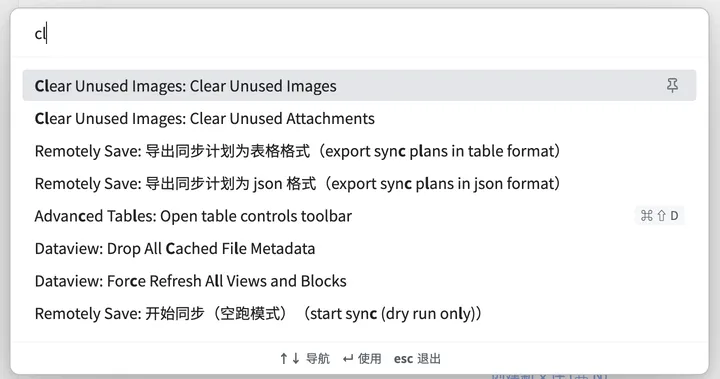 cl
Clear Unused Images: Clear Unused Images
Clear Unused Images: Clear Unused Attachments
Remotely Save: 导出同步计划为表格格式（export sync plans in table format）
Remotely Save: 导出同步计划为 json 格式（export sync plans in json format）
Advanced Tables: Open table controls toolbar ⌘⇧D
Dataview: Drop All Cached File Metadata
Dataview: Force Refresh All Views and Blocks
Remotely Save: 开始同步（空跑模式）（start sync (dry run only)）
↑↓ 导航 ↵ 使用 esc 退出